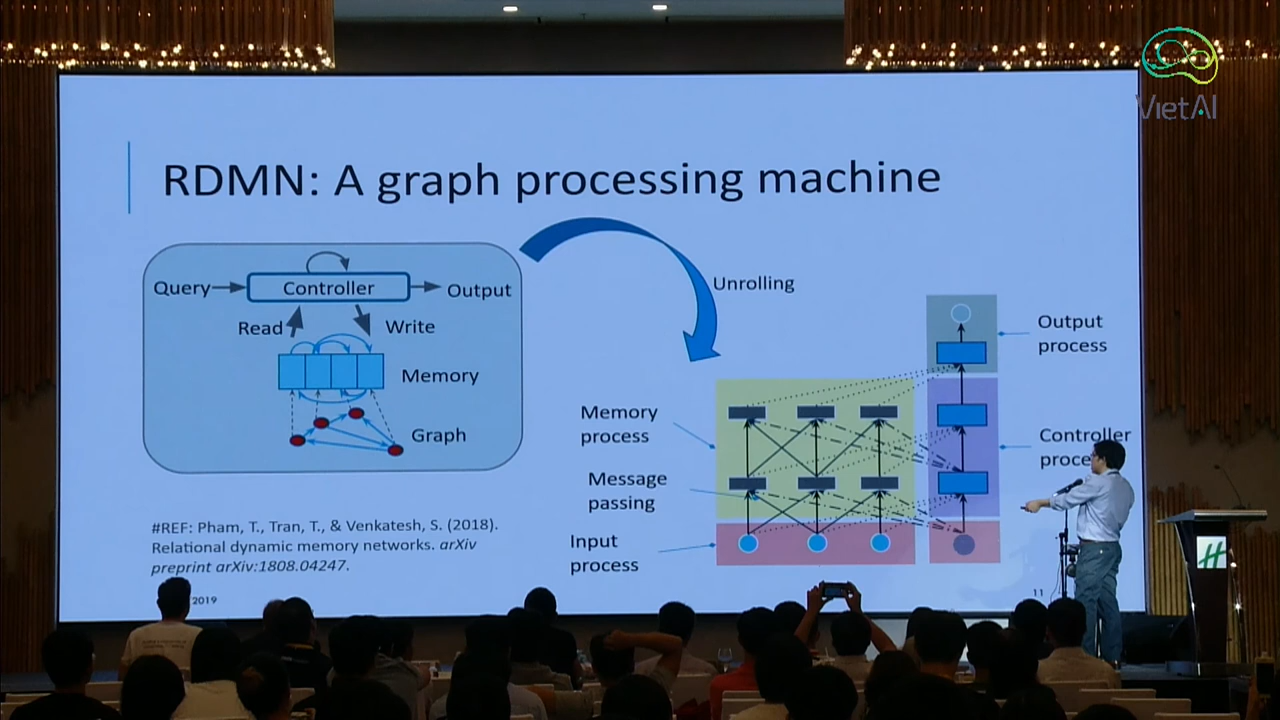 VietAI
RDMN: A graph processing machine
Query
Controller
Output
Read
Write
Memory
Graph
Unrolling
Output
process
Memory
process
Controller
Message
passing
Input
process
#REF: Pham, T., Tran, T., & Venkatesh, S. (2018).
Relational dynamic memory networks. arXiv
preprint arXiv:1808.04247.
2019
11
H